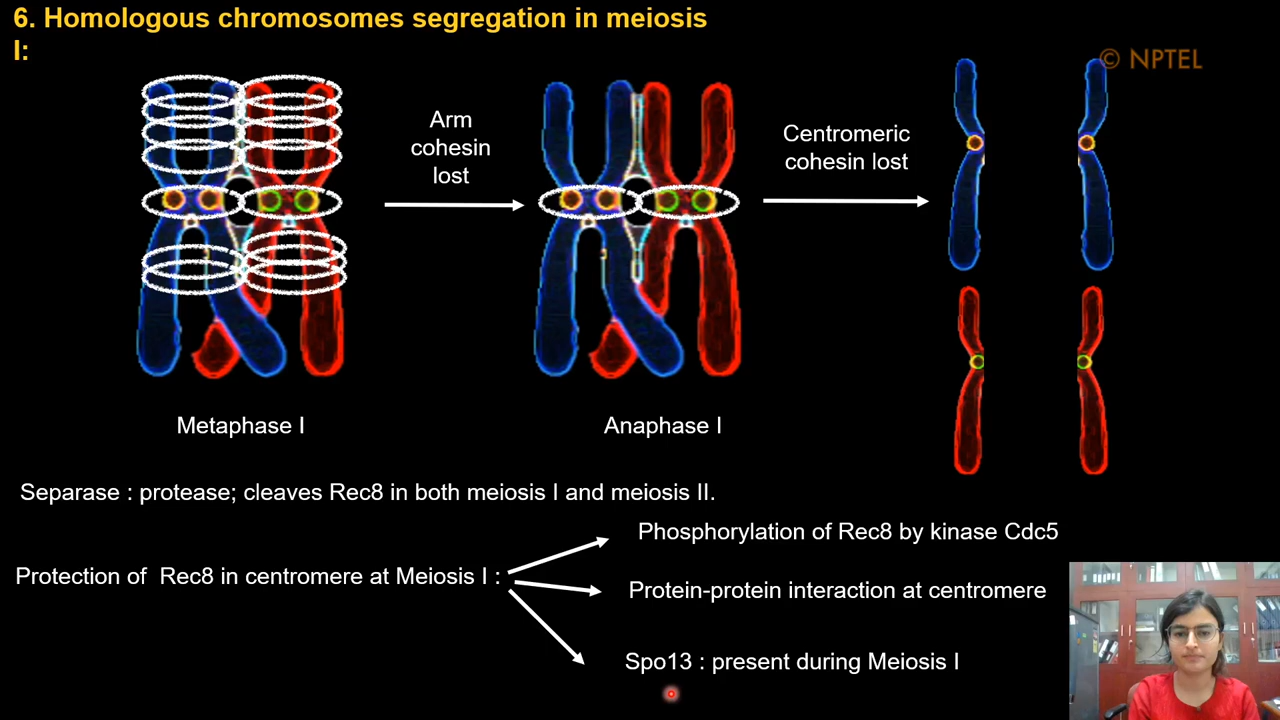 6. Homologous chromosomes segregation in meiosis
I:
© NPTEL
Arm
cohesin
lost
Centromeric
cohesin lost
Metaphase I
Anaphase I
Separase : protease; cleaves Rec8 in both meiosis I and meiosis II.
Phosphorylation of Rec8 by kinase Cdc5
Protection of Rec8 in centromere at Meiosis I :
Protein-protein interaction at centromere
Spo13 : present during Meiosis I